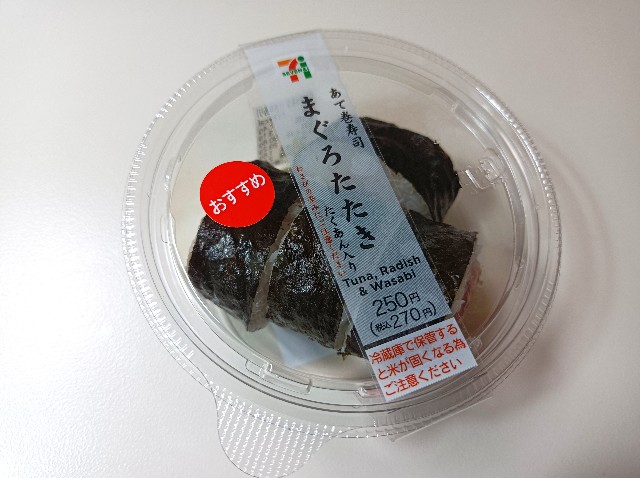 7i
あて巻寿司
まぐろたたき
たくあん入り
Tuna, Radish
& Wasabi
250円
(税込270円)
冷蔵庫で保管する
と米が固くなる為
ご注意ください
おすすめ